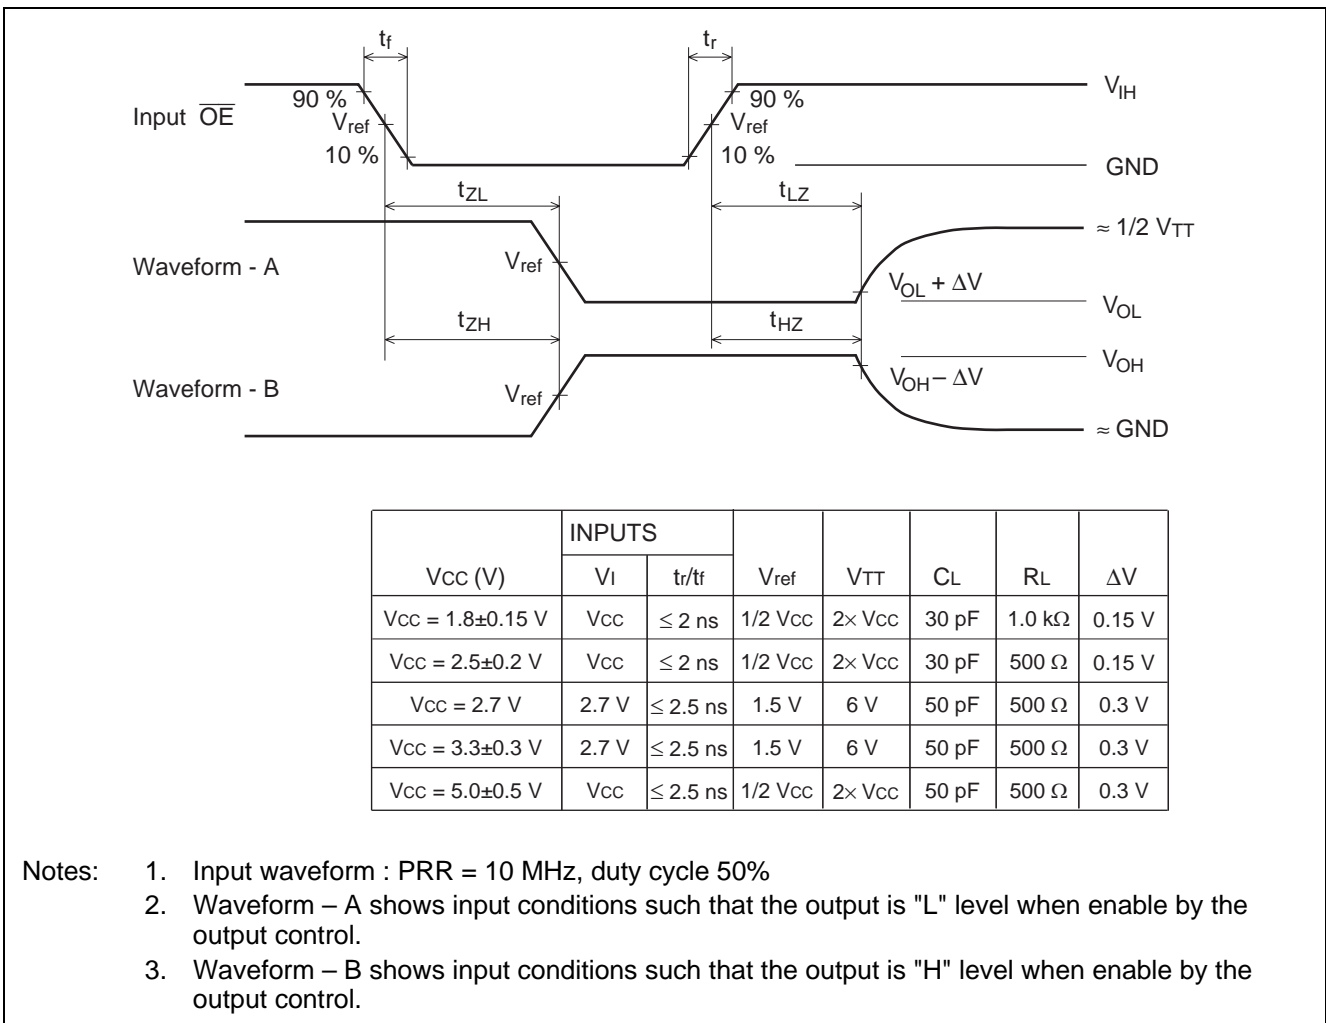 tf tr
Input OE 90 % Vref 10 % 90 % Vref 10 % VIH
GND
tZL tLZ
Waveform - A Vref VOL + ΔV ≈ 1/2 VTT
VOL
tZH tHZ
Waveform - B Vref VOH – ΔV VOH
≈ GND
INPUTS
VCC (V) VI tr/tf Vref VTT CL RL ΔV
VCC = 1.8±0.15 V VCC ≤ 2 ns 1/2 VCC 2× VCC 30 pF 1.0 kΩ 0.15 V
VCC = 2.5±0.2 V VCC ≤ 2 ns 1/2 VCC 2× VCC 30 pF 500 Ω 0.15 V
VCC = 2.7 V 2.7 V ≤ 2.5 ns 1.5 V 6 V 50 pF 500 Ω 0.3 V
VCC = 3.3±0.3 V 2.7 V ≤ 2.5 ns 1.5 V 6 V 50 pF 500 Ω 0.3 V
VCC = 5.0±0.5 V VCC ≤ 2.5 ns 1/2 VCC 2× VCC 50 pF 500 Ω 0.3 V
Notes: 1. Input waveform : PRR = 10 MHz, duty cycle 50%
2. Waveform – A shows input conditions such that the output is "L" level when enable by the
output control.
3. Waveform – B shows input conditions such that the output is "H" level when enable by the
output control.